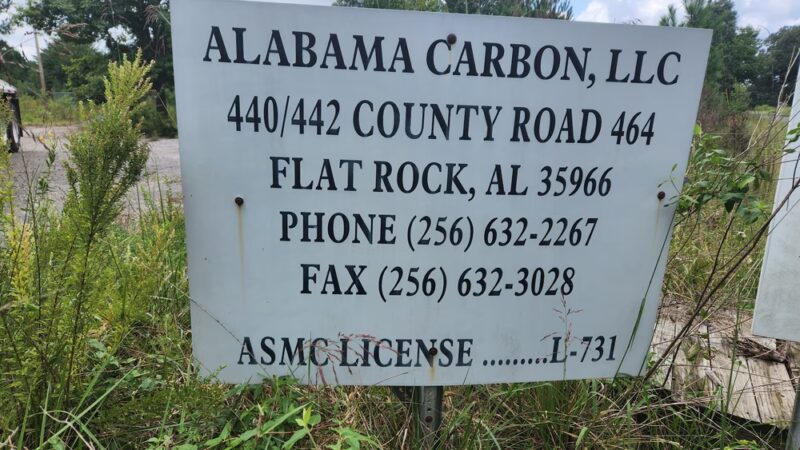 ALABAMA CARBON, LLC
440/442 COUNTY ROAD 464
FLAT ROCK, AL 35966
PHONE (256) 632-2267
FAX (256) 632-3028
ASMC LICENSE .........L-731